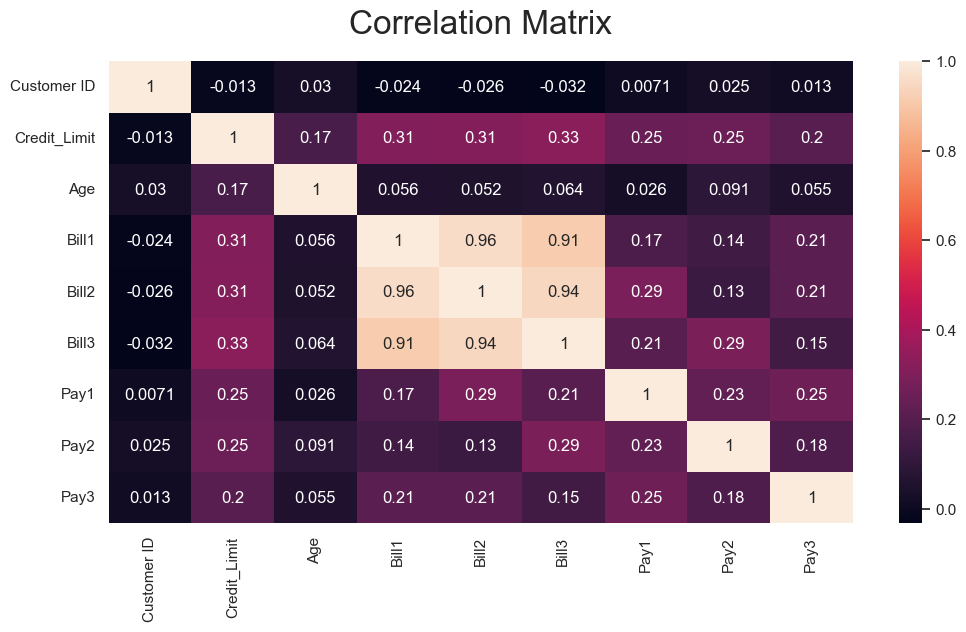 Correlation Matrix
Customer ID 1 -0.013 0.03 -0.024 -0.026 -0.032 0.0071 0.025 0.013
Credit_Limit -0.013 1 0.17 0.31 0.31 0.33 0.25 0.25 0.2
Age 0.03 0.17 1 0.056 0.052 0.064 0.026 0.091 0.055
Bill1 -0.024 0.31 0.056 1 0.96 0.91 0.17 0.14 0.21
Bill2 -0.026 0.31 0.052 0.96 1 0.94 0.29 0.13 0.21
Bill3 -0.032 0.33 0.064 0.91 0.94 1 0.21 0.29 0.15
Pay1 0.0071 0.25 0.026 0.17 0.29 0.21 1 0.23 0.25
Pay2 0.025 0.25 0.091 0.14 0.13 0.29 0.23 1 0.18
Pay3 0.013 0.2 0.055 0.21 0.21 0.15 0.25 0.18 1
Customer ID Credit_Limit Age Bill1 Bill2 Bill3 Pay1 Pay2 Pay3
1.0
0.8
0.6
0.4
0.2
0.0